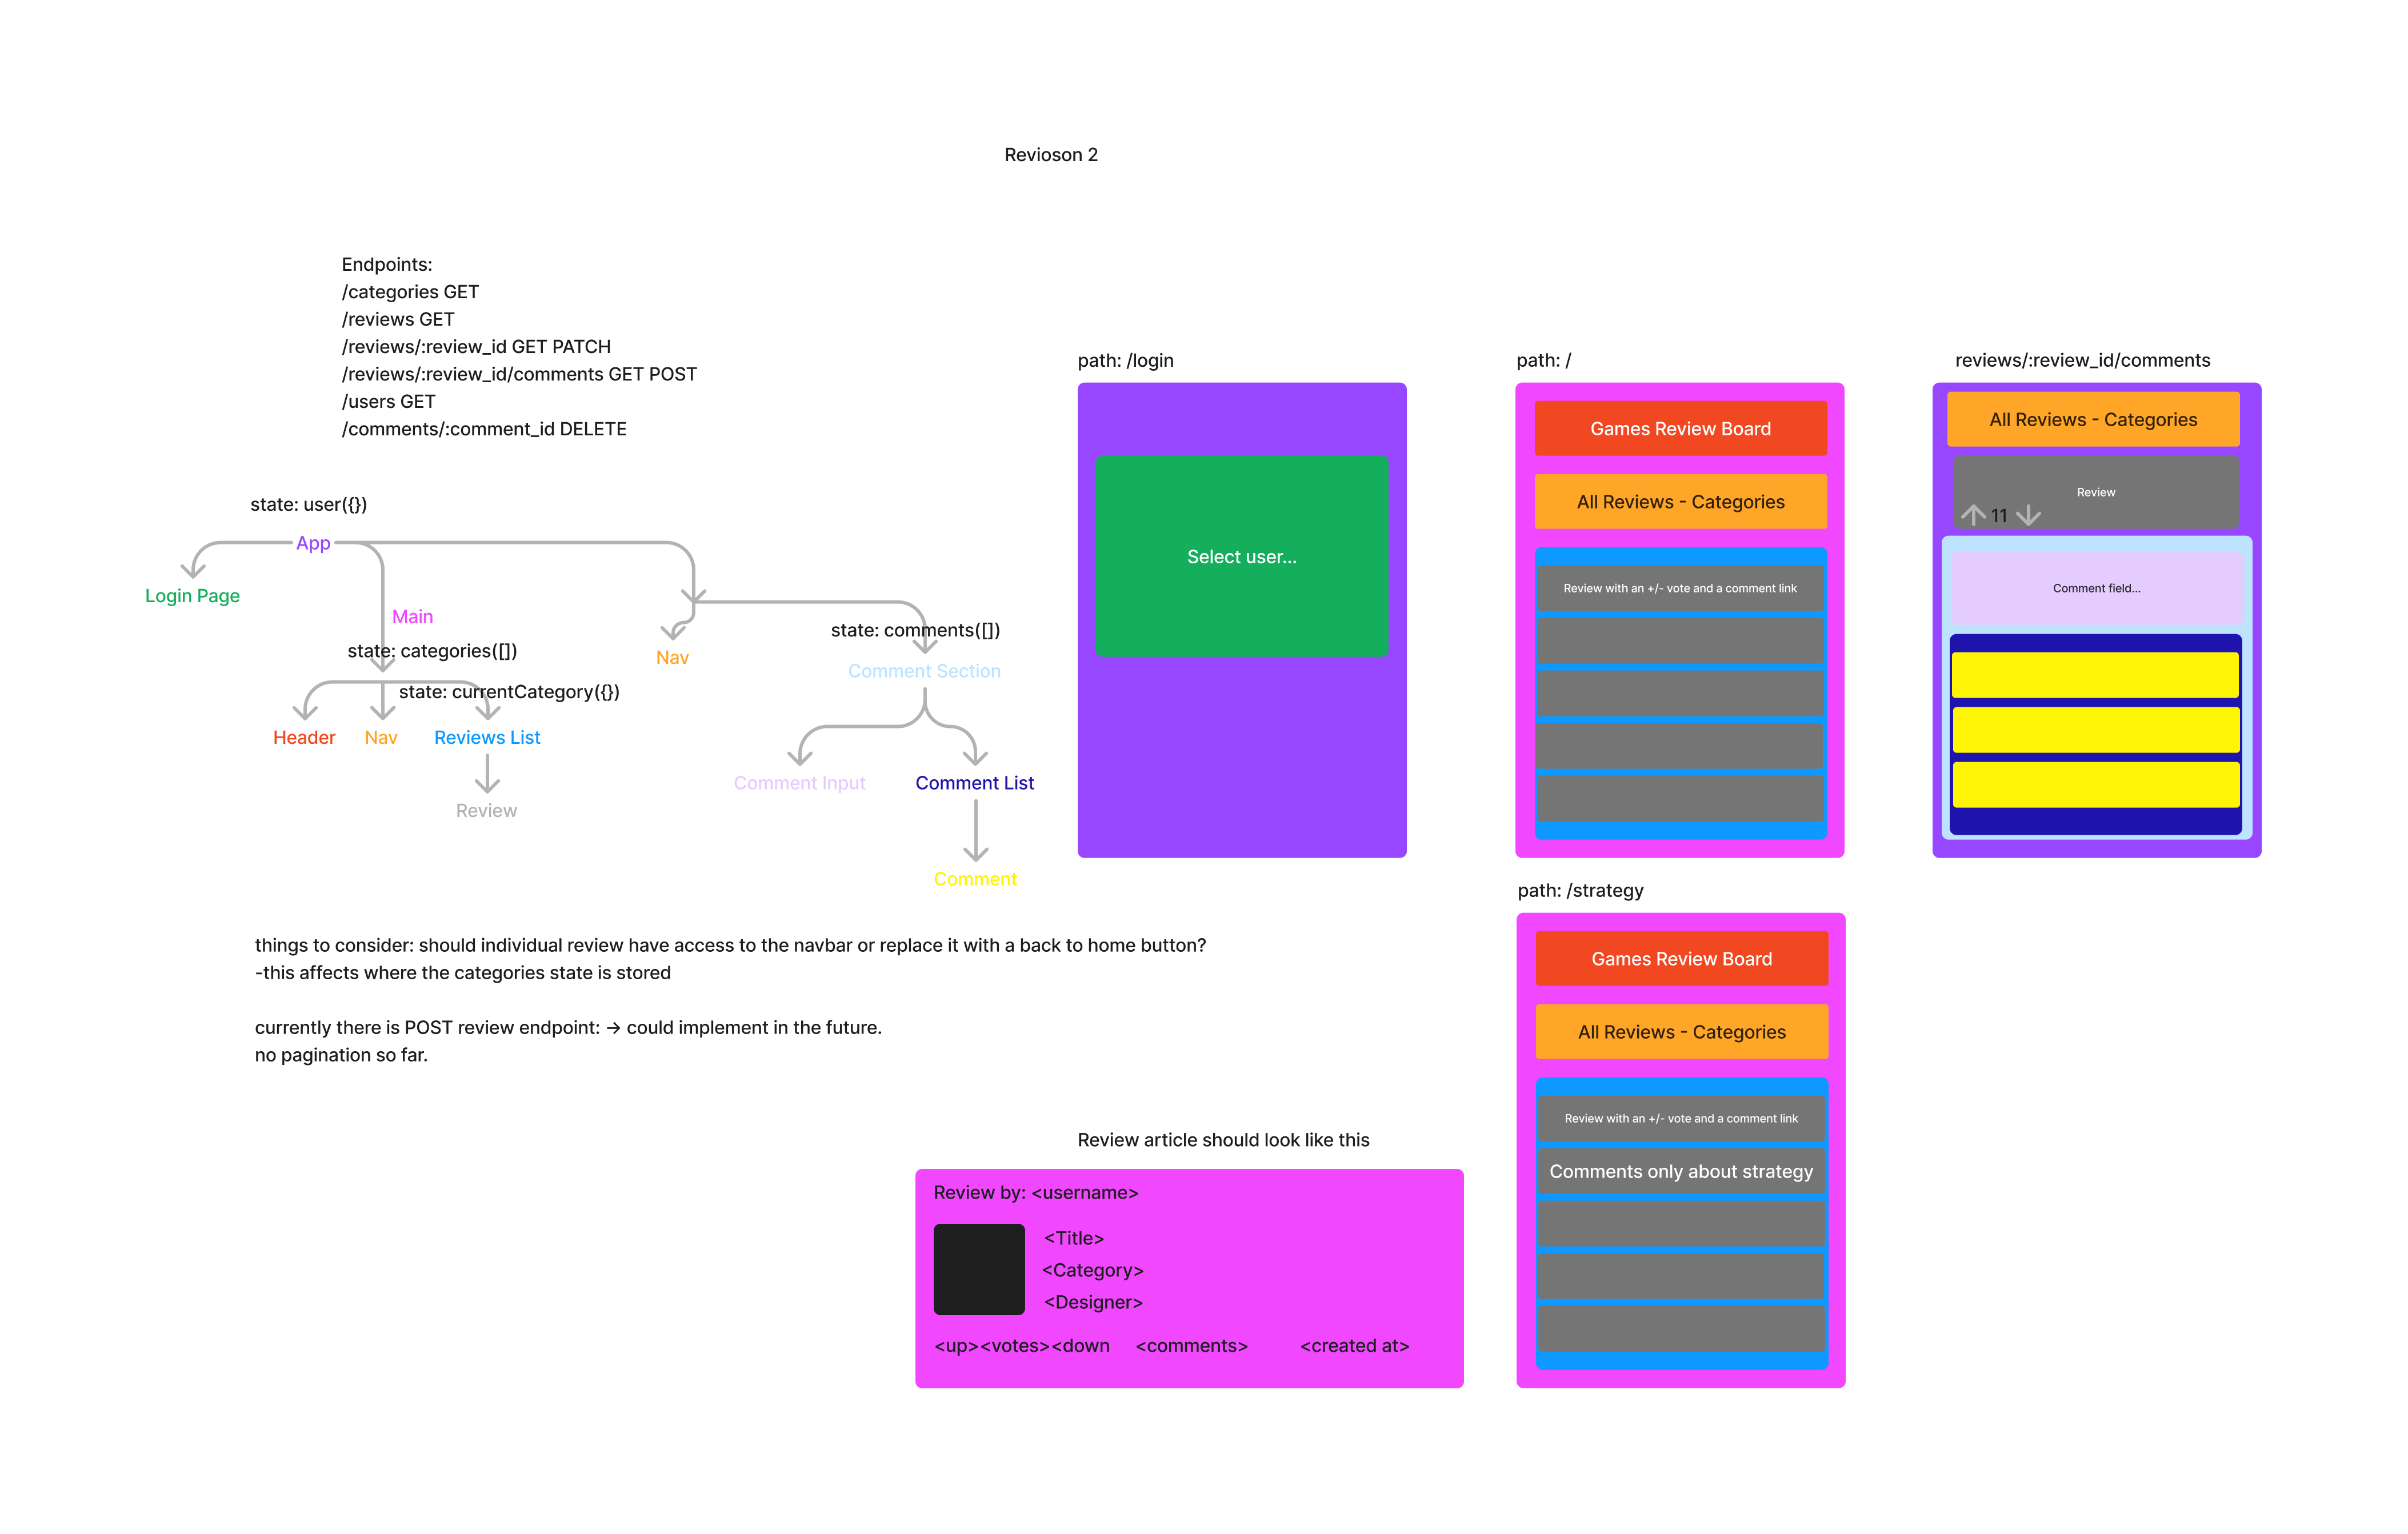 Revioson 2
Endpoints:
/categories GET
/reviews GET
/reviews/:review_id GET PATCH
/reviews/:review_id/comments GET POST
/users GET
/comments/:comment_id DELETE
state: user({})
App
Login Page
Main
state: categories([])
state: currentCategory({})
Header
Nav
Reviews List
Review
Nav
state: comments([])
Comment Section
Comment Input
Comment List
Comment
things to consider: should individual review have access to the navbar or replace it with a back to home button?
-this affects where the categories state is stored
currently there is POST review endpoint: → could implement in the future.
no pagination so far.
path: /login
Select user...
path: /
Games Review Board
All Reviews - Categories
Review with an +/- vote and a comment link
reviews/:review_id/comments
All Reviews - Categories
Review
11
Comment field...
path: /strategy
Games Review Board
All Reviews - Categories
Review with an +/- vote and a comment link
Comments only about strategy
Review article should look like this
Review by: <username>
<Title>
<Category>
<Designer>
<up><votes><down <comments> <created at>